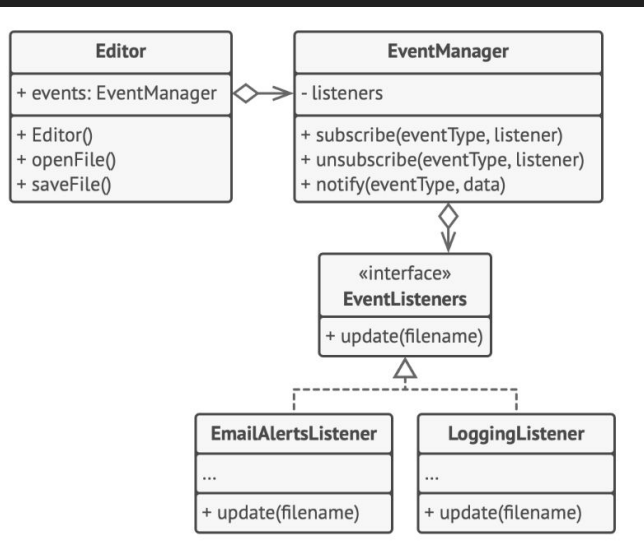 Editor
+ events: EventManager
+ Editor()
+ openFile()
+ saveFile()
EventManager
- listeners
+ subscribe(eventType, listener)
+ unsubscribe(eventType, listener)
+ notify(eventType, data)
«interface»
EventListeners
+ update(filename)
EmailAlertsListener
...
+ update(filename)
LoggingListener
...
+ update(filename)